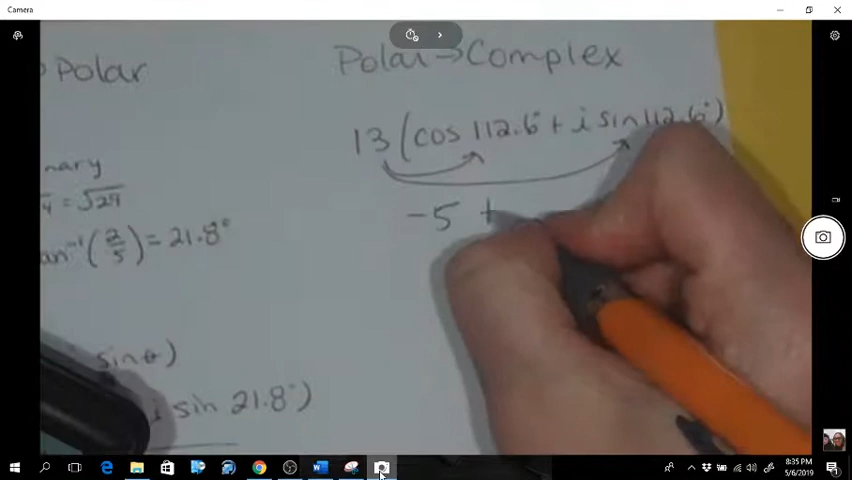 Camera
Polar
Polar→Complex
13 (cos 112.6° + i sin 112.6°)
-5 +
nary
4 = √29
an⁻¹ (2/5) = 21.8°
sinθ)
i sin 21.8°)
8:35 PM
5/6/2019